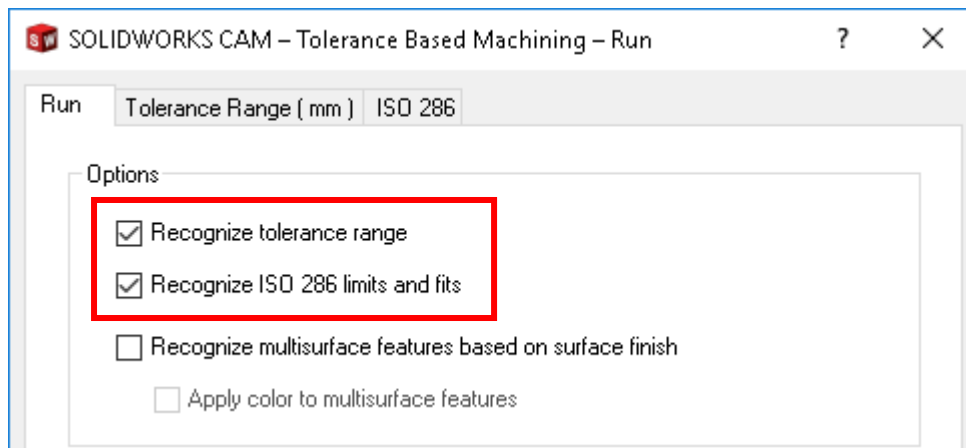 SOLIDWORKS CAM – Tolerance Based Machining – Run ?
Run Tolerance Range ( mm ) ISO 286
Options
Recognize tolerance range
Recognize ISO 286 limits and fits
Recognize multisurface features based on surface finish
Apply color to multisurface features